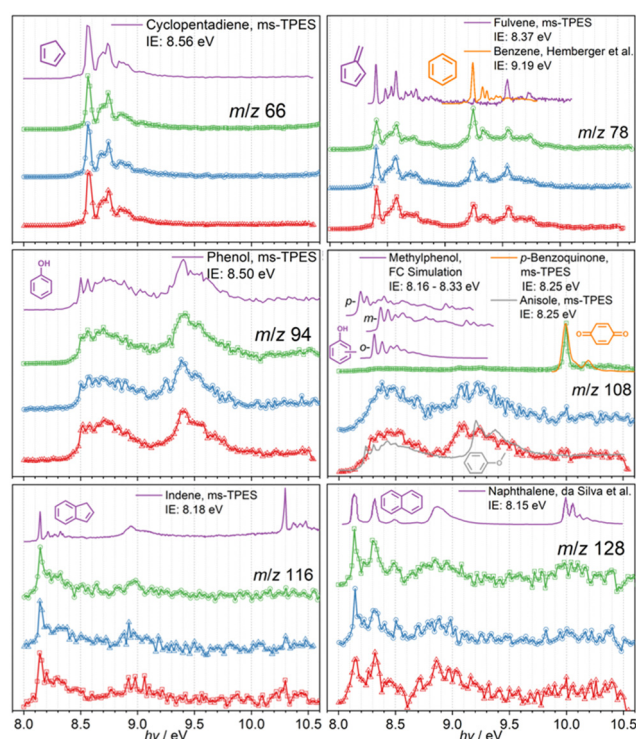 Cyclopentadiene, ms-TPES
IE: 8.56 eV
m/z 66
Fulvene, ms-TPES
IE: 8.37 eV
Benzene, Hemberger et al.
IE: 9.19 eV
m/z 78
OH
Phenol, ms-TPES
IE: 8.50 eV
m/z 94
Methylphenol,
FC Simulation
IE: 8.16 - 8.33 eV
p-Benzoquinone,
ms-TPES
IE: 8.25 eV
Anisole, ms-TPES
IE: 8.25 eV
p-
m-
OH
o-
O
O
m/z 108
O
Indene, ms-TPES
IE: 8.18 eV
m/z 116
Naphthalene, da Silva et al.
IE: 8.15 eV
m/z 128
8.0 8.5 9.0 9.5 10.0 10.5
hν / eV
8.0 8.5 9.0 9.5 10.0 10.5
hν / eV